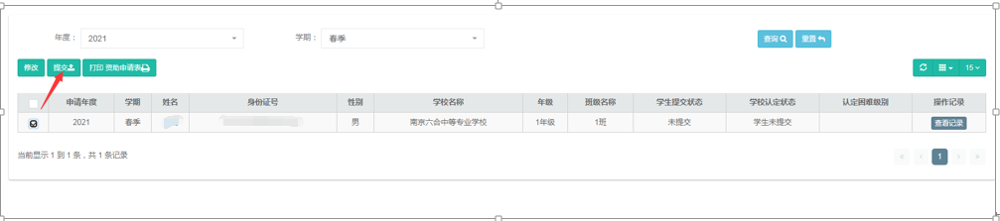 年度： 2021 学期： 春季 查询 重置
修改 提交 打印 资助申请表 15
申请年度 学期 姓名 身份证号 性别 学校名称 年级 班级名称 学生提交状态 学校认定状态 认定困难级别 操作记录
2021 春季 男 南京六合中等专业学校 1年级 1班 未提交 学生未提交 查看记录
当前显示 1 到 1 条，共 1 条记录 « ‹ 1 › »